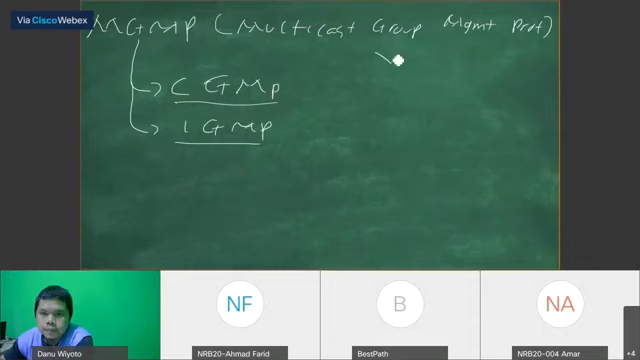 Via Cisco Webex
MGMP (Multicast Group Mgmt Prot)
CGMP
IGMP
NF
B
NA
Danu Wiyoto
NRB20-Ahmad Farid
BestPath
NRB20-004 Amar
+4